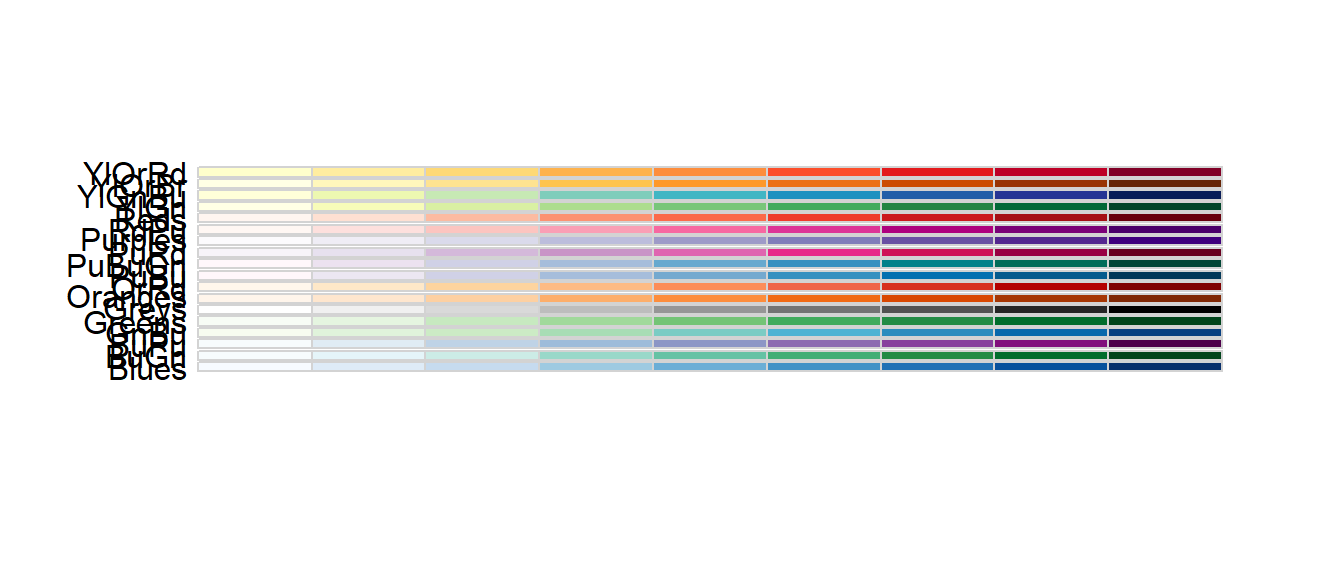 YlOrRd
YlOrBr
YlGnBu
YlGn
Reds
RdPu
Purples
PuRd
PuBuGn
PuBu
OrRd
Oranges
Greys
Greens
GnBu
BuPu
BuGn
Blues